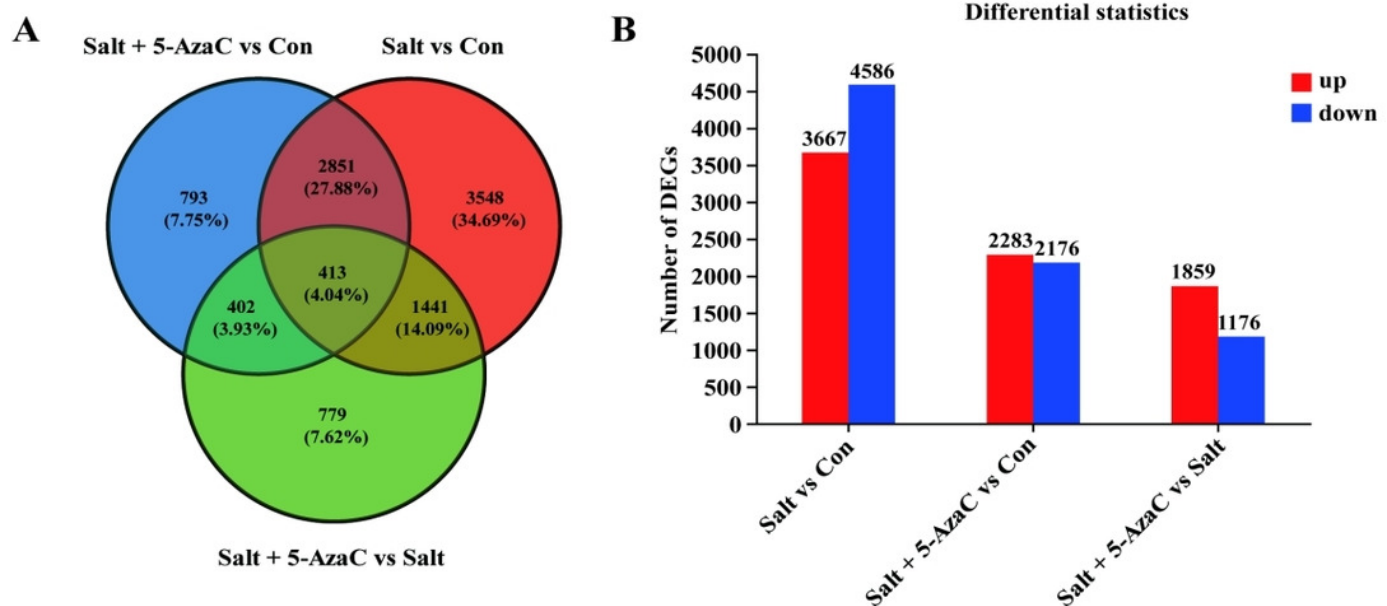 A
Salt + 5-AzaC vs Con
Salt vs Con
793
(7.75%)
2851
(27.88%)
3548
(34.69%)
413
(4.04%)
402
(3.93%)
1441
(14.09%)
779
(7.62%)
Salt + 5-AzaC vs Salt
B
Differential statistics
Number of DEGs
5000
4500
4000
3500
3000
2500
2000
1500
1000
500
0
3667
4586
2283
2176
1859
1176
up
down
Salt vs Con
Salt + 5-AzaC vs Con
Salt + 5-AzaC vs Salt